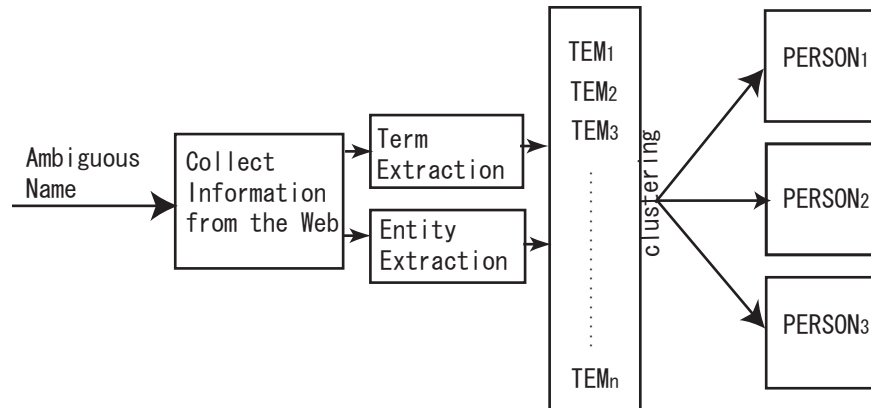 Ambiguous
Name
Collect
Information
from the Web
Term
Extraction
Entity
Extraction
TEM1
TEM2
TEM3
TEMn
clustering
PERSON1
PERSON2
PERSON3